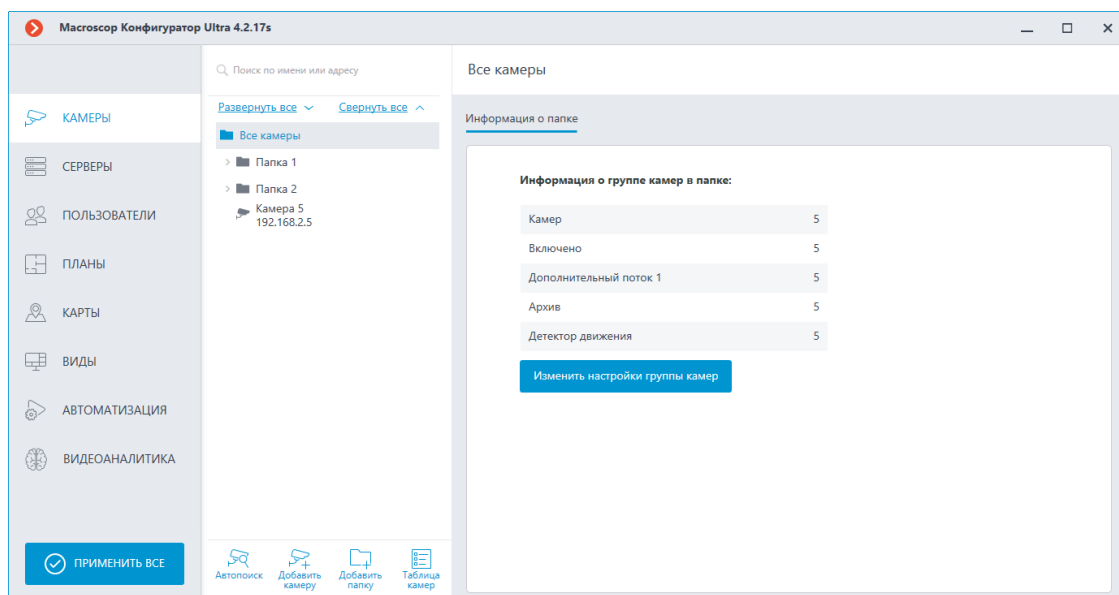 Macroscop Конфигуратор Ultra 4.2.17s
КАМЕРЫ
СЕРВЕРЫ
ПОЛЬЗОВАТЕЛИ
ПЛАНЫ
КАРТЫ
ВИДЫ
АВТОМАТИЗАЦИЯ
ВИДЕОАНАЛИТИКА
ПРИМЕНИТЬ ВСЕ
Поиск по имени или адресу
Развернуть все Свернуть все
Все камеры
Папка 1
Папка 2
Камера 5
192.168.2.5
Автопоиск
Добавить
камеру
Добавить
папку
Таблица
камер
Все камеры
Информация о папке
Информация о группе камер в папке:
Камер 5
Включено 5
Дополнительный поток 1 5
Архив 5
Детектор движения 5
Изменить настройки группы камер